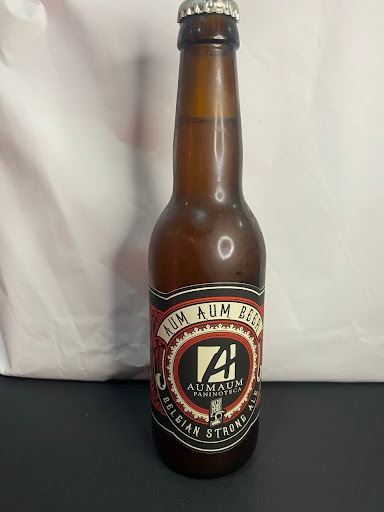 AUM AUM BEER
A
AUMAUM
PANINOTECA
BELGIAN STRONG ALE